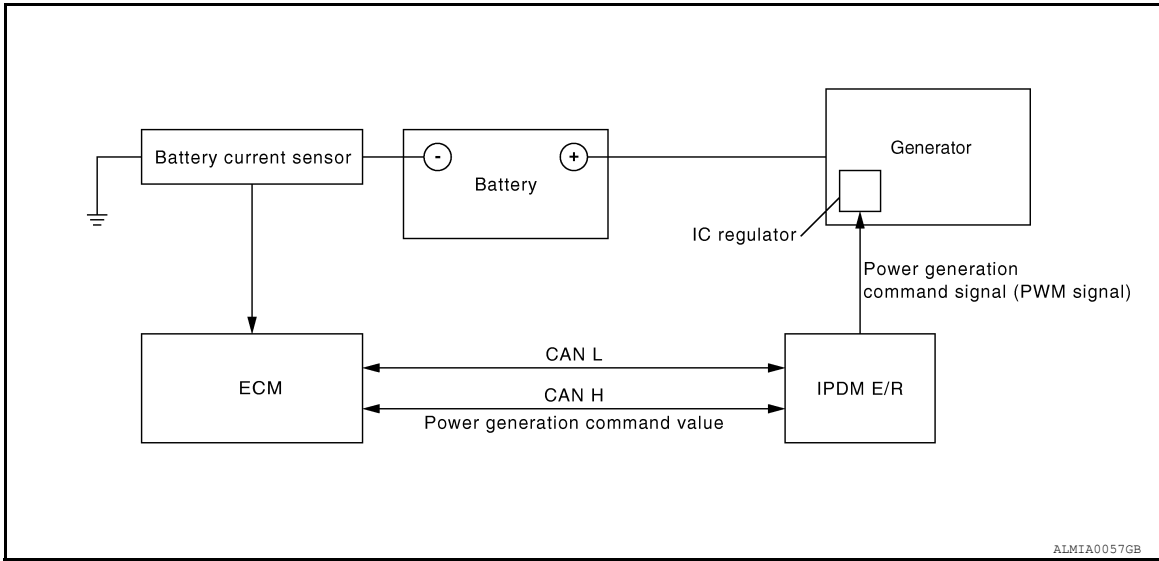 Generator
Battery current sensor
-
+
Battery
IC regulator
Power generation
command signal (PWM signal)
CAN L
ECM
IPDM E/R
CAN H
Power generation command value
ALMIA0057GB